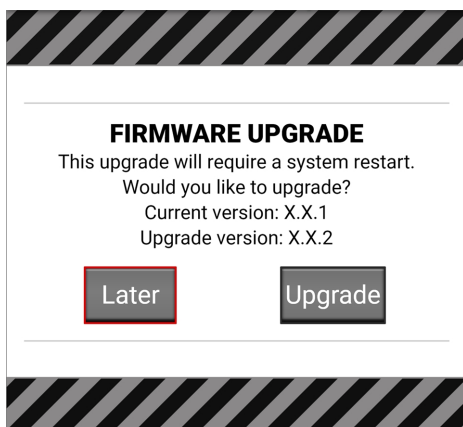 FIRMWARE UPGRADE
This upgrade will require a system restart.
Would you like to upgrade?
Current version: X.X.1
Upgrade version: X.X.2
Later Upgrade